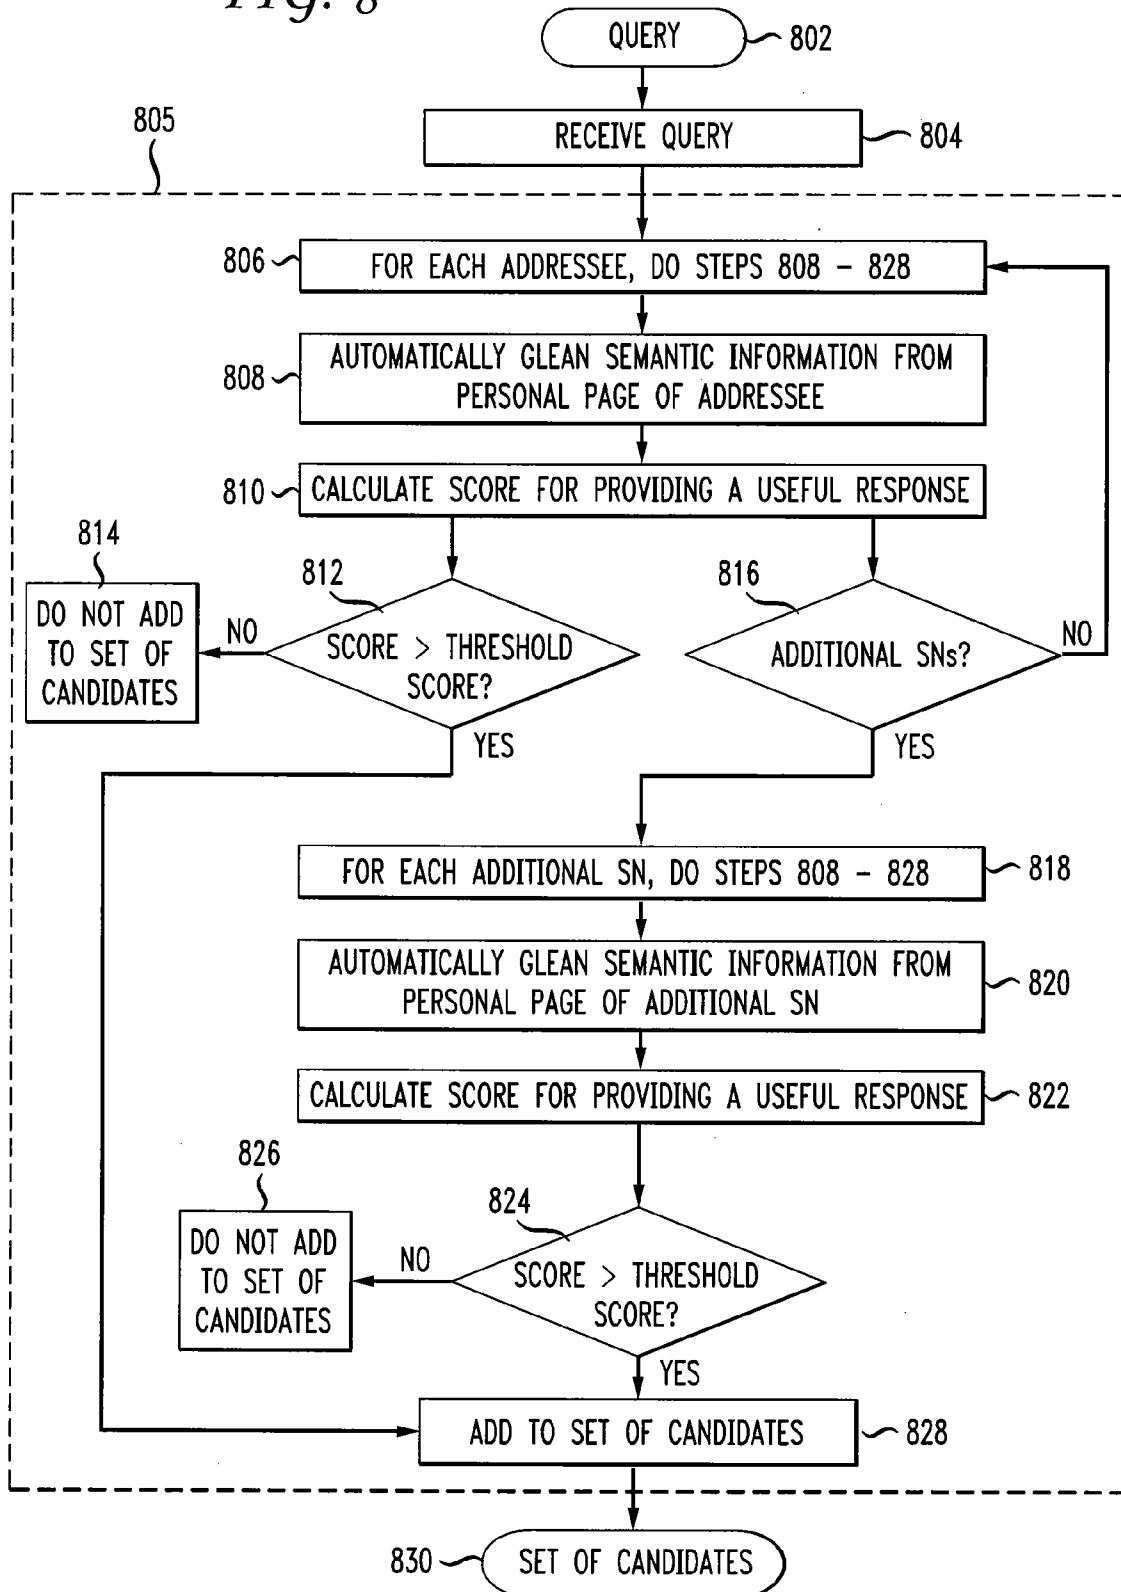 FIG. 8
QUERY
802
RECEIVE QUERY
804
805
806
FOR EACH ADDRESSEE, DO STEPS 808 – 828
808
AUTOMATICALLY GLEAN SEMANTIC INFORMATION FROM
PERSONAL PAGE OF ADDRESSEE
810
CALCULATE SCORE FOR PROVIDING A USEFUL RESPONSE
814
DO NOT ADD
TO SET OF
CANDIDATES
NO
812
SCORE > THRESHOLD
SCORE?
YES
816
ADDITIONAL SNs?
NO
YES
FOR EACH ADDITIONAL SN, DO STEPS 808 – 828
818
AUTOMATICALLY GLEAN SEMANTIC INFORMATION FROM
PERSONAL PAGE OF ADDITIONAL SN
820
CALCULATE SCORE FOR PROVIDING A USEFUL RESPONSE
822
826
DO NOT ADD
TO SET OF
CANDIDATES
NO
824
SCORE > THRESHOLD
SCORE?
YES
ADD TO SET OF CANDIDATES
828
830
SET OF CANDIDATES